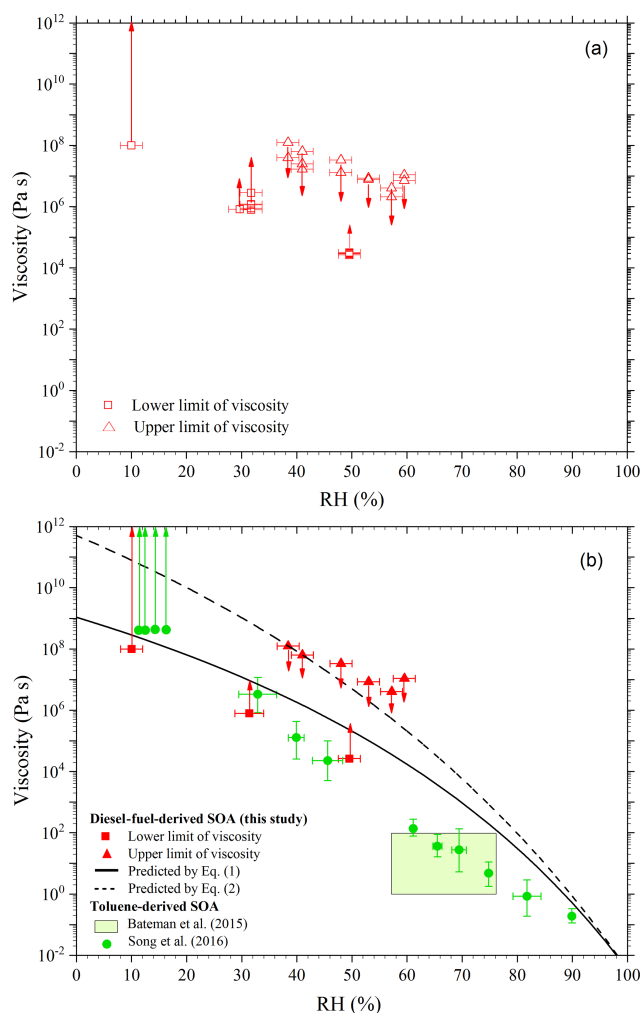 (a)
10^12
10^10
10^8
10^6
10^4
10^2
10^0
10^-2
Viscosity (Pa s)
Lower limit of viscosity
Upper limit of viscosity
0 10 20 30 40 50 60 70 80 90 100
RH (%)
(b)
10^12
10^10
10^8
10^6
10^4
10^2
10^0
10^-2
Viscosity (Pa s)
Diesel-fuel-derived SOA (this study)
Lower limit of viscosity
Upper limit of viscosity
Predicted by Eq. (1)
Predicted by Eq. (2)
Toluene-derived SOA
Bateman et al. (2015)
Song et al. (2016)
0 10 20 30 40 50 60 70 80 90 100
RH (%)